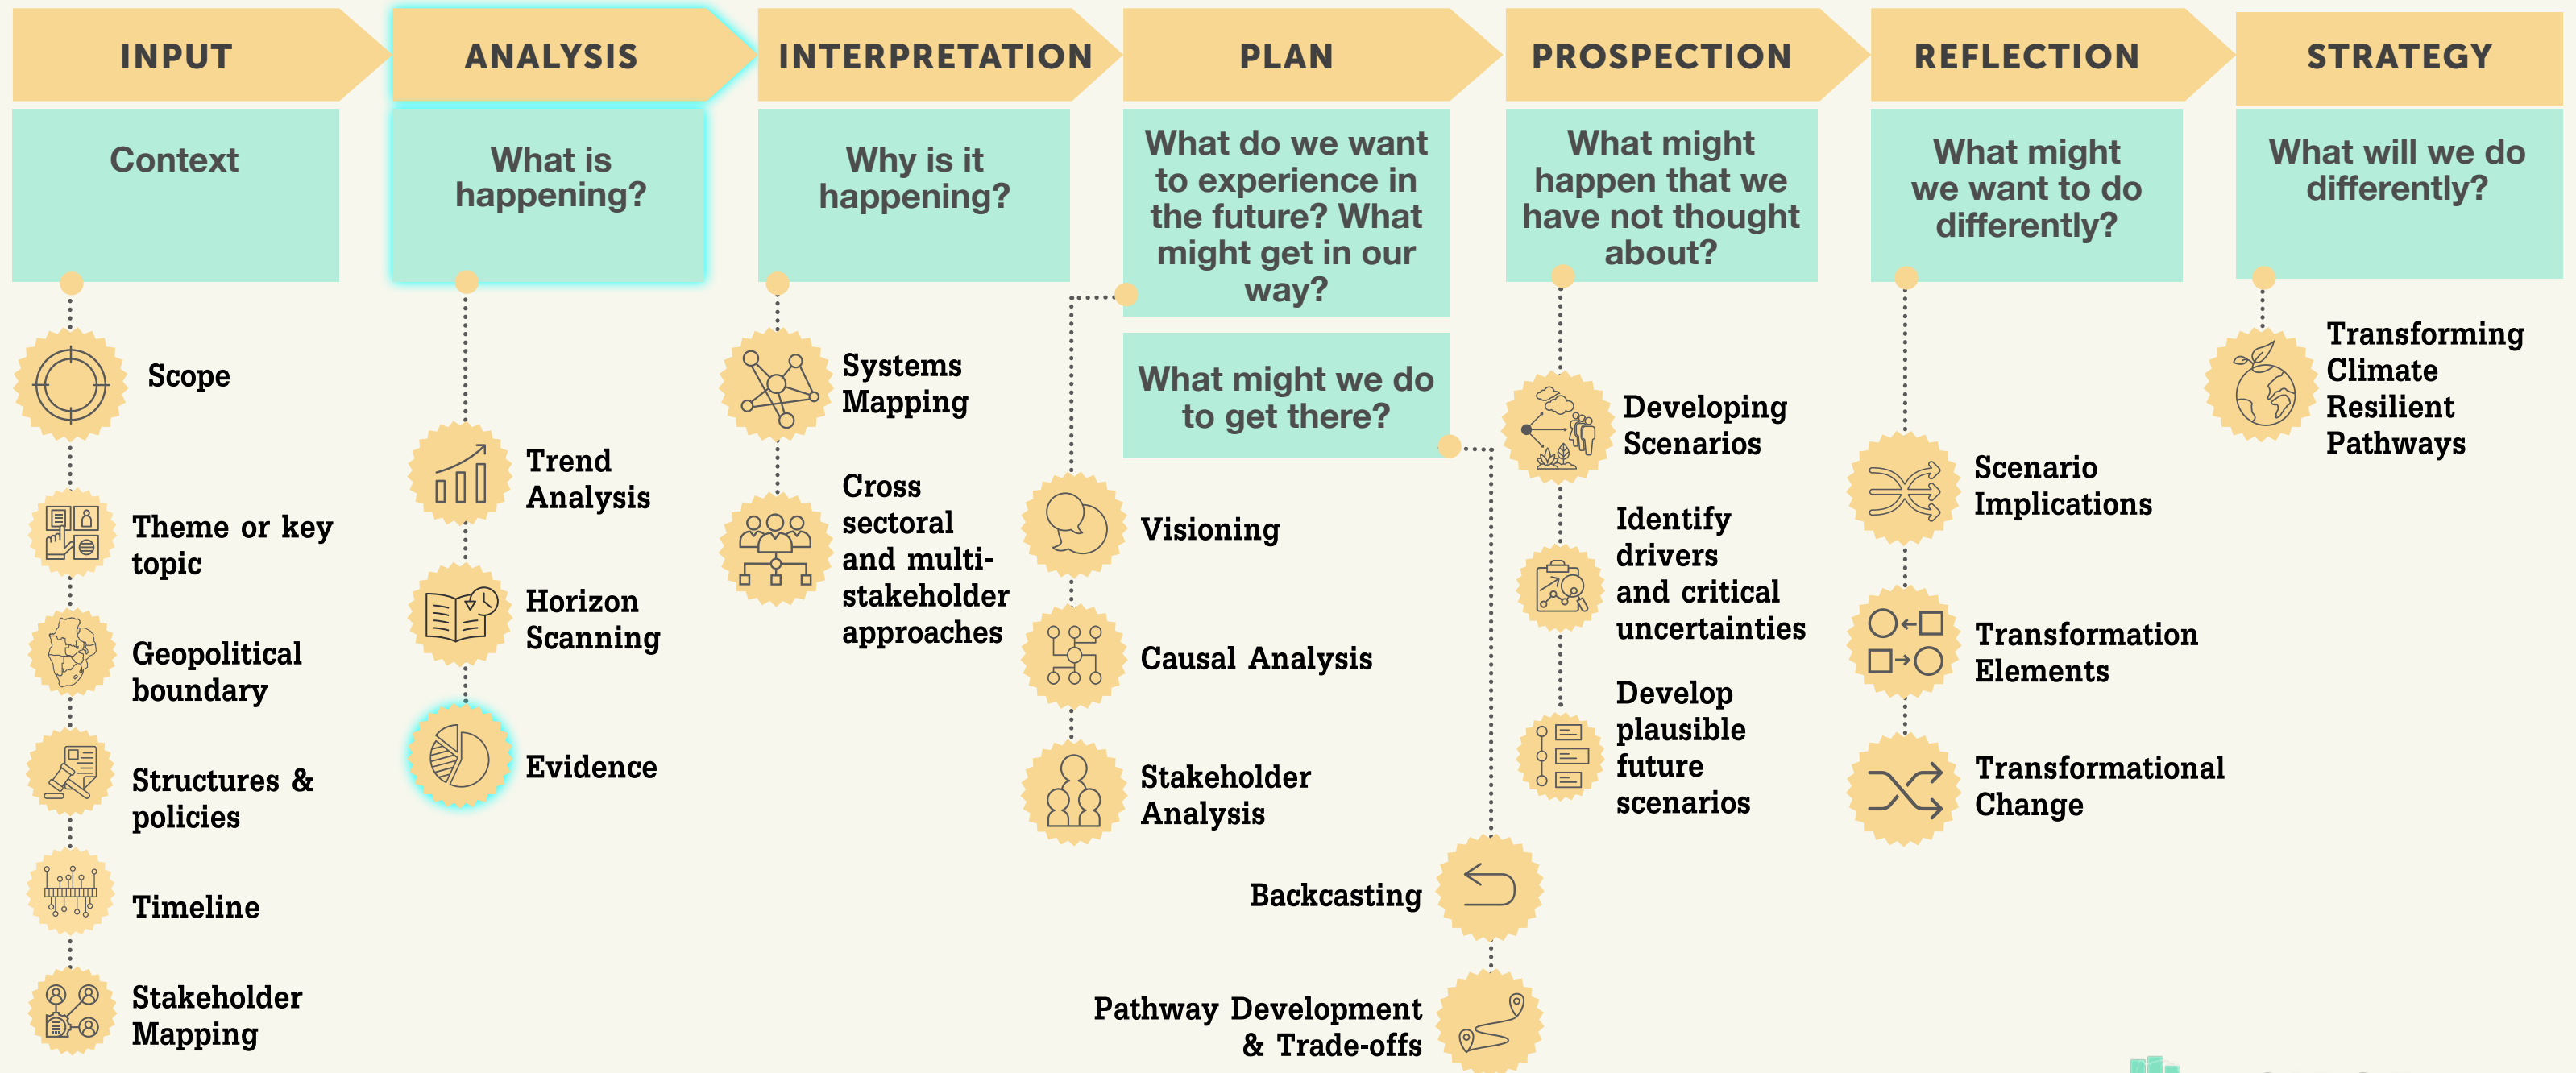 INPUT
ANALYSIS
INTERPRETATION
PLAN
PROSPECTION
REFLECTION
STRATEGY
Context
What is
happening?
Why is it
happening?
What do we want
to experience in
the future? What
might get in our
way?
What might we do
to get there?
What might
happen that we
have not thought
about?
What might
we want to do
differently?
What will we do
differently?
Scope
Theme or key
topic
Geopolitical
boundary
Structures &
policies
Timeline
Stakeholder
Mapping
Trend
Analysis
Horizon
Scanning
Evidence
Systems
Mapping
Cross
sectoral
and multi-
stakeholder
approaches
Visioning
Causal Analysis
Stakeholder
Analysis
Backcasting
Pathway Development
& Trade-offs
Developing
Scenarios
Identify
drivers
and critical
uncertainties
Develop
plausible
future
scenarios
Scenario
Implications
Transformation
Elements
Transformational
Change
Transforming
Climate
Resilient
Pathways